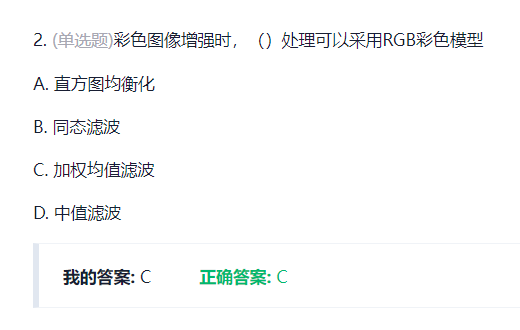 2. (单选题)彩色图像增强时，（）处理可以采用RGB彩色模型
A. 直方图均衡化
B. 同态滤波
C. 加权均值滤波
D. 中值滤波
我的答案: C 正确答案: C